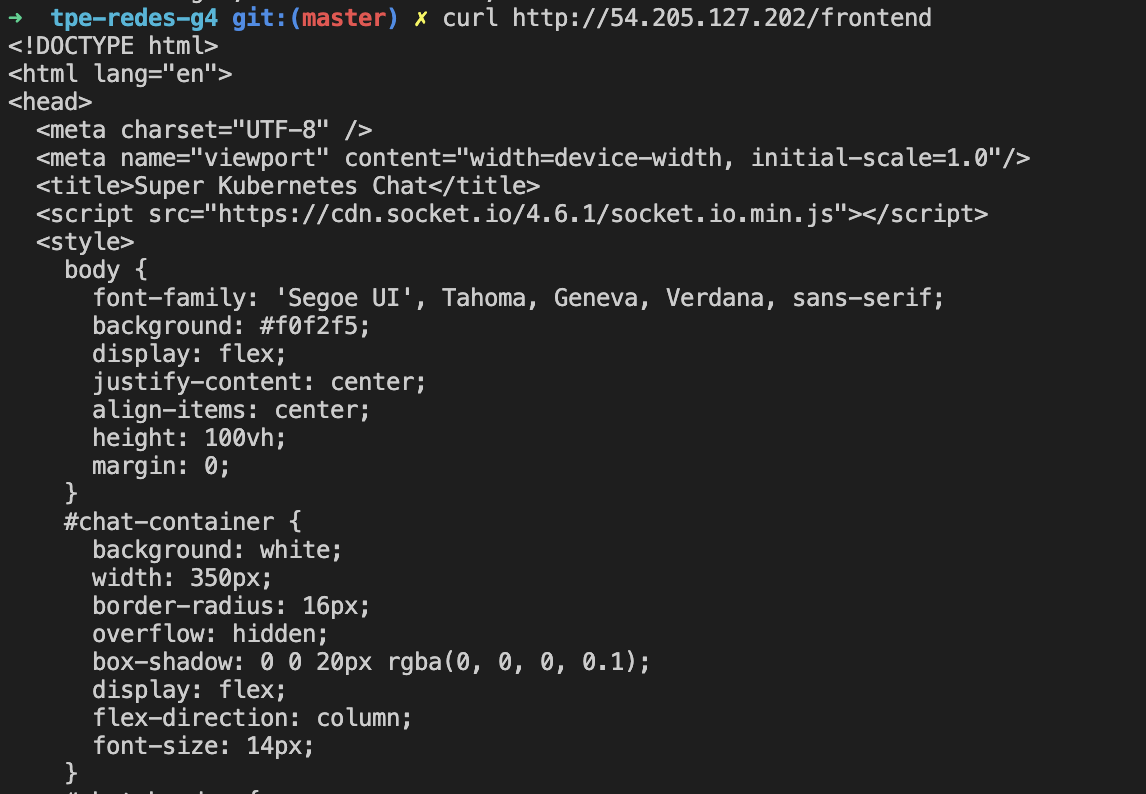 ➜  tpe-redes-g4 git:(master) ✗ curl http://54.205.127.202/frontend
<!DOCTYPE html>
<html lang="en">
<head>
  <meta charset="UTF-8" />
  <meta name="viewport" content="width=device-width, initial-scale=1.0"/>
  <title>Super Kubernetes Chat</title>
  <script src="https://cdn.socket.io/4.6.1/socket.io.min.js"></script>
  <style>
    body {
      font-family: 'Segoe UI', Tahoma, Geneva, Verdana, sans-serif;
      background: #f0f2f5;
      display: flex;
      justify-content: center;
      align-items: center;
      height: 100vh;
      margin: 0;
    }
    #chat-container {
      background: white;
      width: 350px;
      border-radius: 16px;
      overflow: hidden;
      box-shadow: 0 0 20px rgba(0, 0, 0, 0.1);
      display: flex;
      flex-direction: column;
      font-size: 14px;
    }